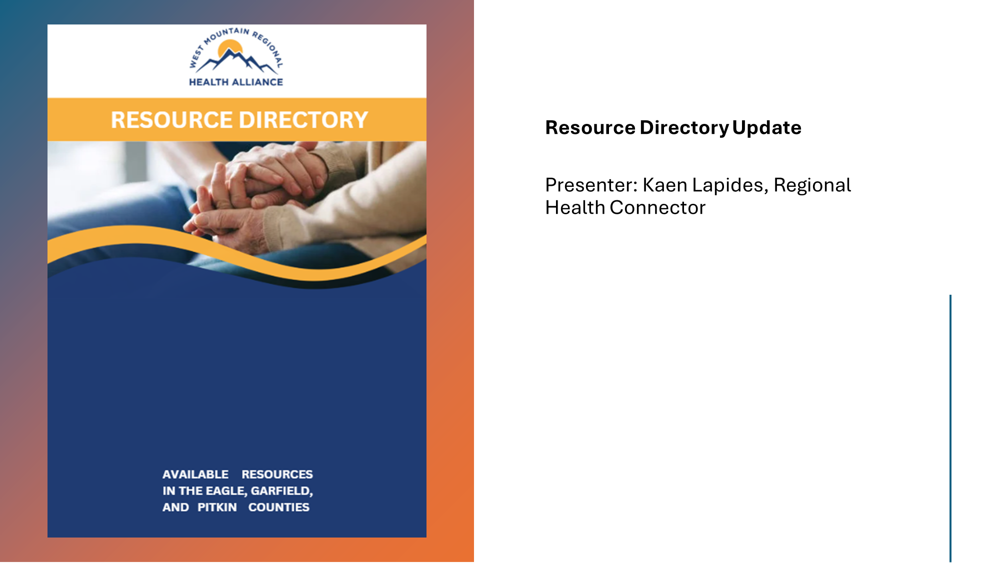 WEST MOUNTAIN REGIONAL
HEALTH ALLIANCE
RESOURCE DIRECTORY
AVAILABLE RESOURCES
IN THE EAGLE, GARFIELD,
AND PITKIN COUNTIES
Resource Directory Update
Presenter: Kaen Lapides, Regional
Health Connector